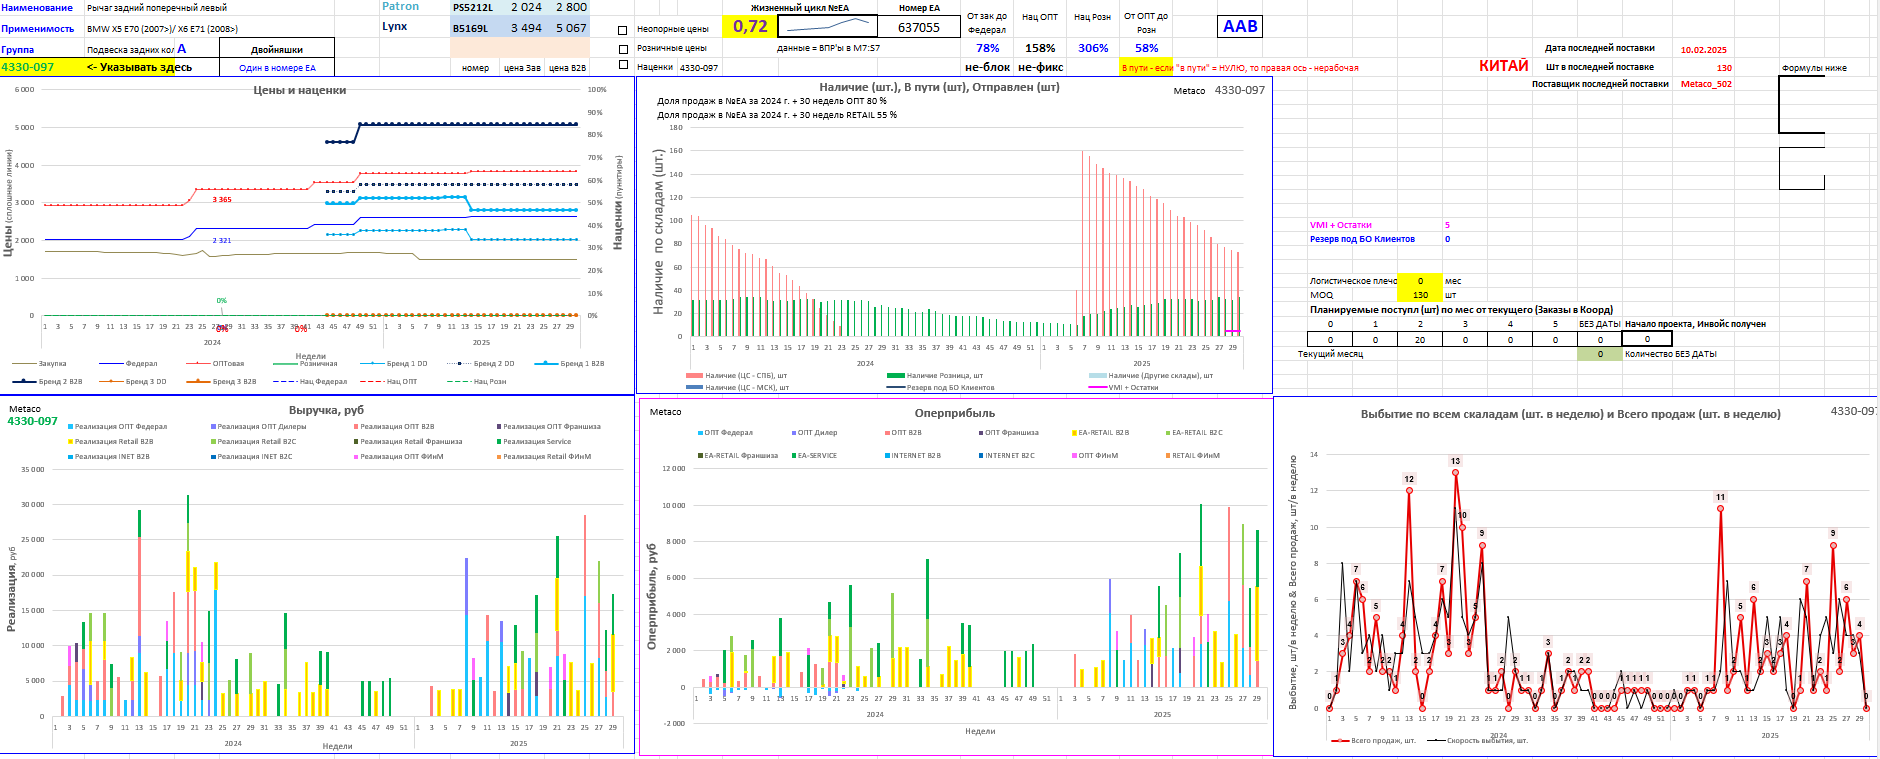 Наименование Рычаг задний поперечный левый Patron PS5212L 2 024 2 800 Жизненный цикл №EA Номер EA
Применимость BMW X5 E70 (2007>)/ X6 E71 (2008>) Lynx B5169L 3 494 5 067 Неопорные цены 0,72 637055 От зак до Федерал Нац ОПТ Нац Розн От ОПТ до Розн AAB
Группа Подвеска задних кол А Двойняшки Розничные цены данные = ВПР'ы в M7:S7 78% 158% 306% 58% Дата последней поставки 10.02.2025
4330-097 <- Указывать здесь Один в номере EA номер цена Зав цена B2B Наценки 4330-097 не-блок не-фикс В пути - если "в пути" = НУЛЮ, то правая ось - нерабочая КИТАЙ Шт в последней поставке 130 Формулы ниже
Поставщик последней поставки Metaco_502
Цены и наценки
6 000
5 000
4 000
3 000
2 000
1 000
0
100%
90%
80%
70%
60%
50%
40%
30%
20%
10%
0%
Цены (сплошные линии)
Наценки (пунктиры)
3 365
2 321
0%
0%
0%
1 3 5 7 9 11 13 15 17 19 21 23 25 41 43 45 47 49 51 1 3 5 7 9 11 13 15 17 19 21 23 25 27 29
2024 2025
Недели
Закупка Федерал ОПТовая Розничная Бренд 1 DD Бренд 2 DD Бренд 1 B2B
Бренд 2 B2B Бренд 3 DD Бренд 3 B2B Нац Федерал Нац ОПТ Нац Розн
Наличие (шт.), В пути (шт), Отправлен (шт)
Metaco 4330-097
Доля продаж в №EA за 2024 г. + 30 недель ОПТ 80 %
Доля продаж в №EA за 2024 г. + 30 недель RETAIL 55 %
Наличие по складам (шт.)
180
160
140
120
100
80
60
40
20
0
1 3 5 7 9 11 13 15 17 19 21 23 25 27 29 31 33 35 37 39 41 43 45 47 49 51 1 3 5 7 9 11 13 15 17 19 21 23 25 27 29
2024 2025
Наличие (ЦС - СПБ), шт Наличие Розница, шт Наличие (Другие склады), шт
Наличие (ЦС - МСК), шт Резерв под БО Клиентов VMI + Остатки
VMI + Остатки 5
Резерв под БО Клиентов 0
Логистическое плечо 0 мес
MOQ 130 шт
Планируемые поступл (шт) по мес от текущего (Заказы в Коорд)
0 1 2 3 4 5 БЕЗ ДАТЫ Начало проекта, Инвойс получен
0 0 20 0 0 0 0 0
Текущий месяц 0 Количество БЕЗ ДАТЫ
Metaco
4330-097
Выручка, руб
Реализация ОПТ Федерал Реализация ОПТ Дилеры Реализация ОПТ B2B Реализация ОПТ Франшиза
Реализация Retail B2B Реализация Retail B2C Реализация Retail Франшиза Реализация Service
Реализация INET B2B Реализация INET B2C Реализация ОПТ ФИнМ Реализация Retail ФИнМ
Реализация, руб
35 000
30 000
25 000
20 000
15 000
10 000
5 000
0
1 3 5 7 9 11 13 15 17 19 21 23 25 27 29 31 33 35 37 39 41 43 45 47 49 51 1 3 5 7 9 11 13 15 17 19 21 23 25 27 29
2024 2025
Недели
Metaco
Оперприбыль
ОПТ Федерал ОПТ Дилер ОПТ B2B ОПТ Франшиза EA-RETAIL B2B EA-RETAIL B2C
EA-RETAIL Франшиза EA-SERVICE INTERNET B2B INTERNET B2C ОПТ ФИнМ RETAIL ФИнМ
Оперприбыль, руб
12 000
10 000
8 000
6 000
4 000
2 000
0
-2 000
1 3 5 7 9 11 13 15 17 19 21 23 25 27 29 31 33 35 37 39 41 43 45 47 49 51 1 3 5 7 9 11 13 15 17 19 21 23 25 27 29
2024 2025
Недели
Выбытие по всем скаладам (шт. в неделю) и Всего продаж (шт. в неделю)
4330-097
Выбытие, шт/в неделю & Всего продаж, шт/в неделю
14
12
10
8
6
4
2
0
0 1 3 4 7 6 2 5 2 2 1 4 12 2 0 2 4 7 3 13 10 3 5 9 1 1 2 0 2 1 1 0 1 3 0 1 2 1 2 2 0 0 0 0 1 1 1 1 1 0 0 0
0 0 1 1 0 1 1 11 1 2 5 1 6 2 3 2 3 4 0 1 7 1 2 1 9 2 6 3 4 0
1 3 5 7 9 11 13 15 17 19 21 23 25 27 29 31 33 35 37 39 41 43 45 47 49 51 1 3 5 7 9 11 13 15 17 19 21 23 25 27 29
2024 2025
Всего продаж, шт. Скорость выбытия, шт.